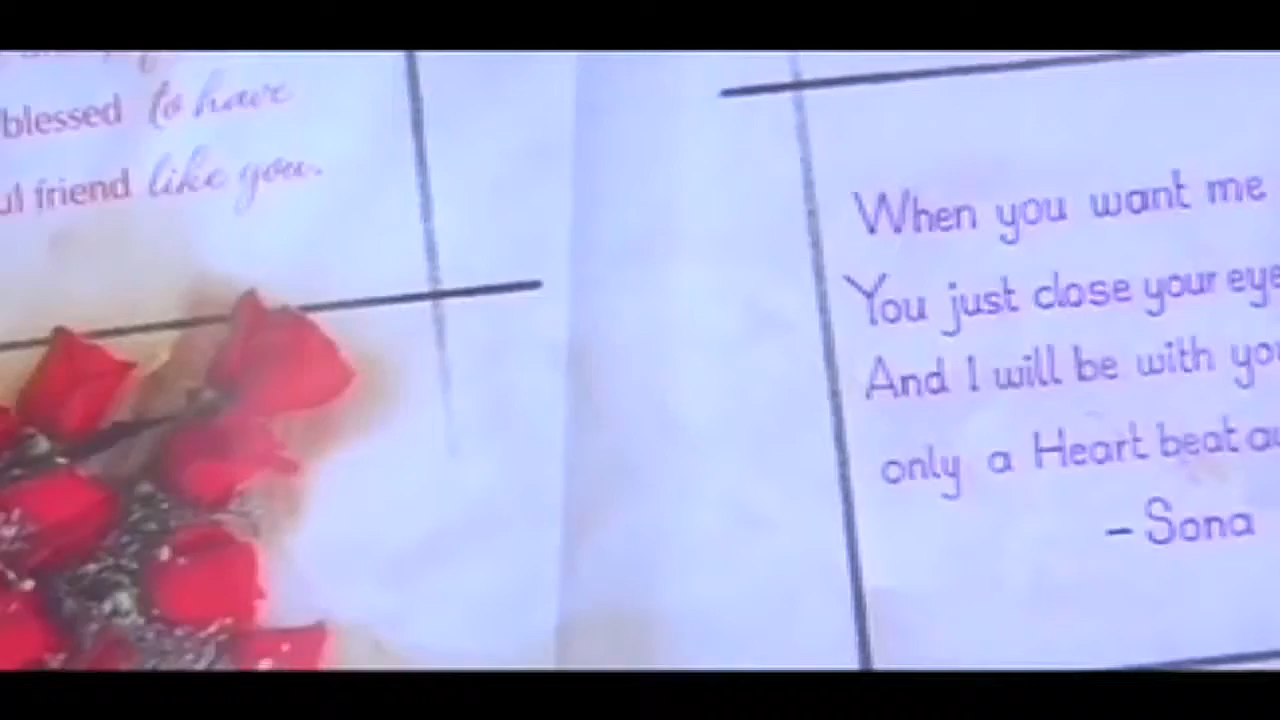 blessed to have
friend like you.
When you want me
You just close your
And I will be with
only a Heart beat
- Sona